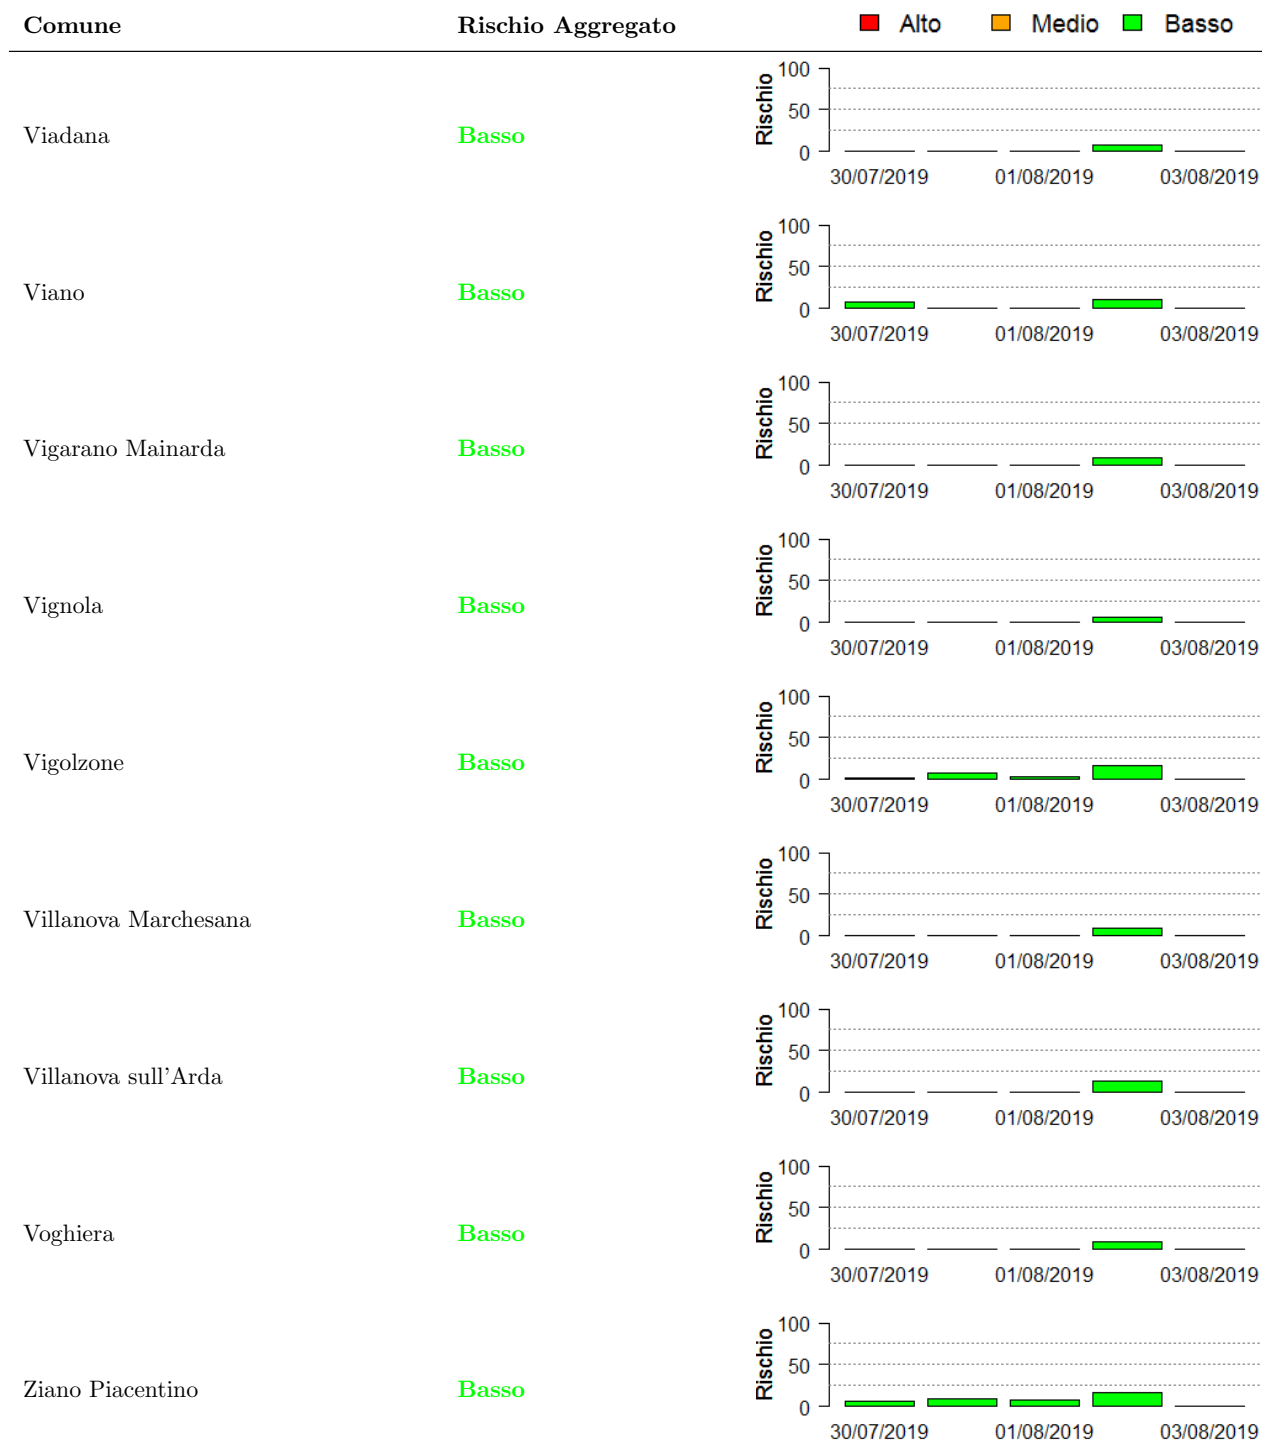 Comune Rischio Aggregato Alto Medio Basso
100
50
0
Rischio
Viadana Basso
30/07/2019 01/08/2019 03/08/2019
100
50
0
Rischio
Viano Basso
30/07/2019 01/08/2019 03/08/2019
100
50
0
Rischio
Vigarano Mainarda Basso
30/07/2019 01/08/2019 03/08/2019
100
50
0
Rischio
Vignola Basso
30/07/2019 01/08/2019 03/08/2019
100
50
0
Rischio
Vigolzone Basso
30/07/2019 01/08/2019 03/08/2019
100
50
0
Rischio
Villanova Marchesana Basso
30/07/2019 01/08/2019 03/08/2019
100
50
0
Rischio
Villanova sull'Arda Basso
30/07/2019 01/08/2019 03/08/2019
100
50
0
Rischio
Voghiera Basso
30/07/2019 01/08/2019 03/08/2019
100
50
0
Rischio
Ziano Piacentino Basso
30/07/2019 01/08/2019 03/08/2019